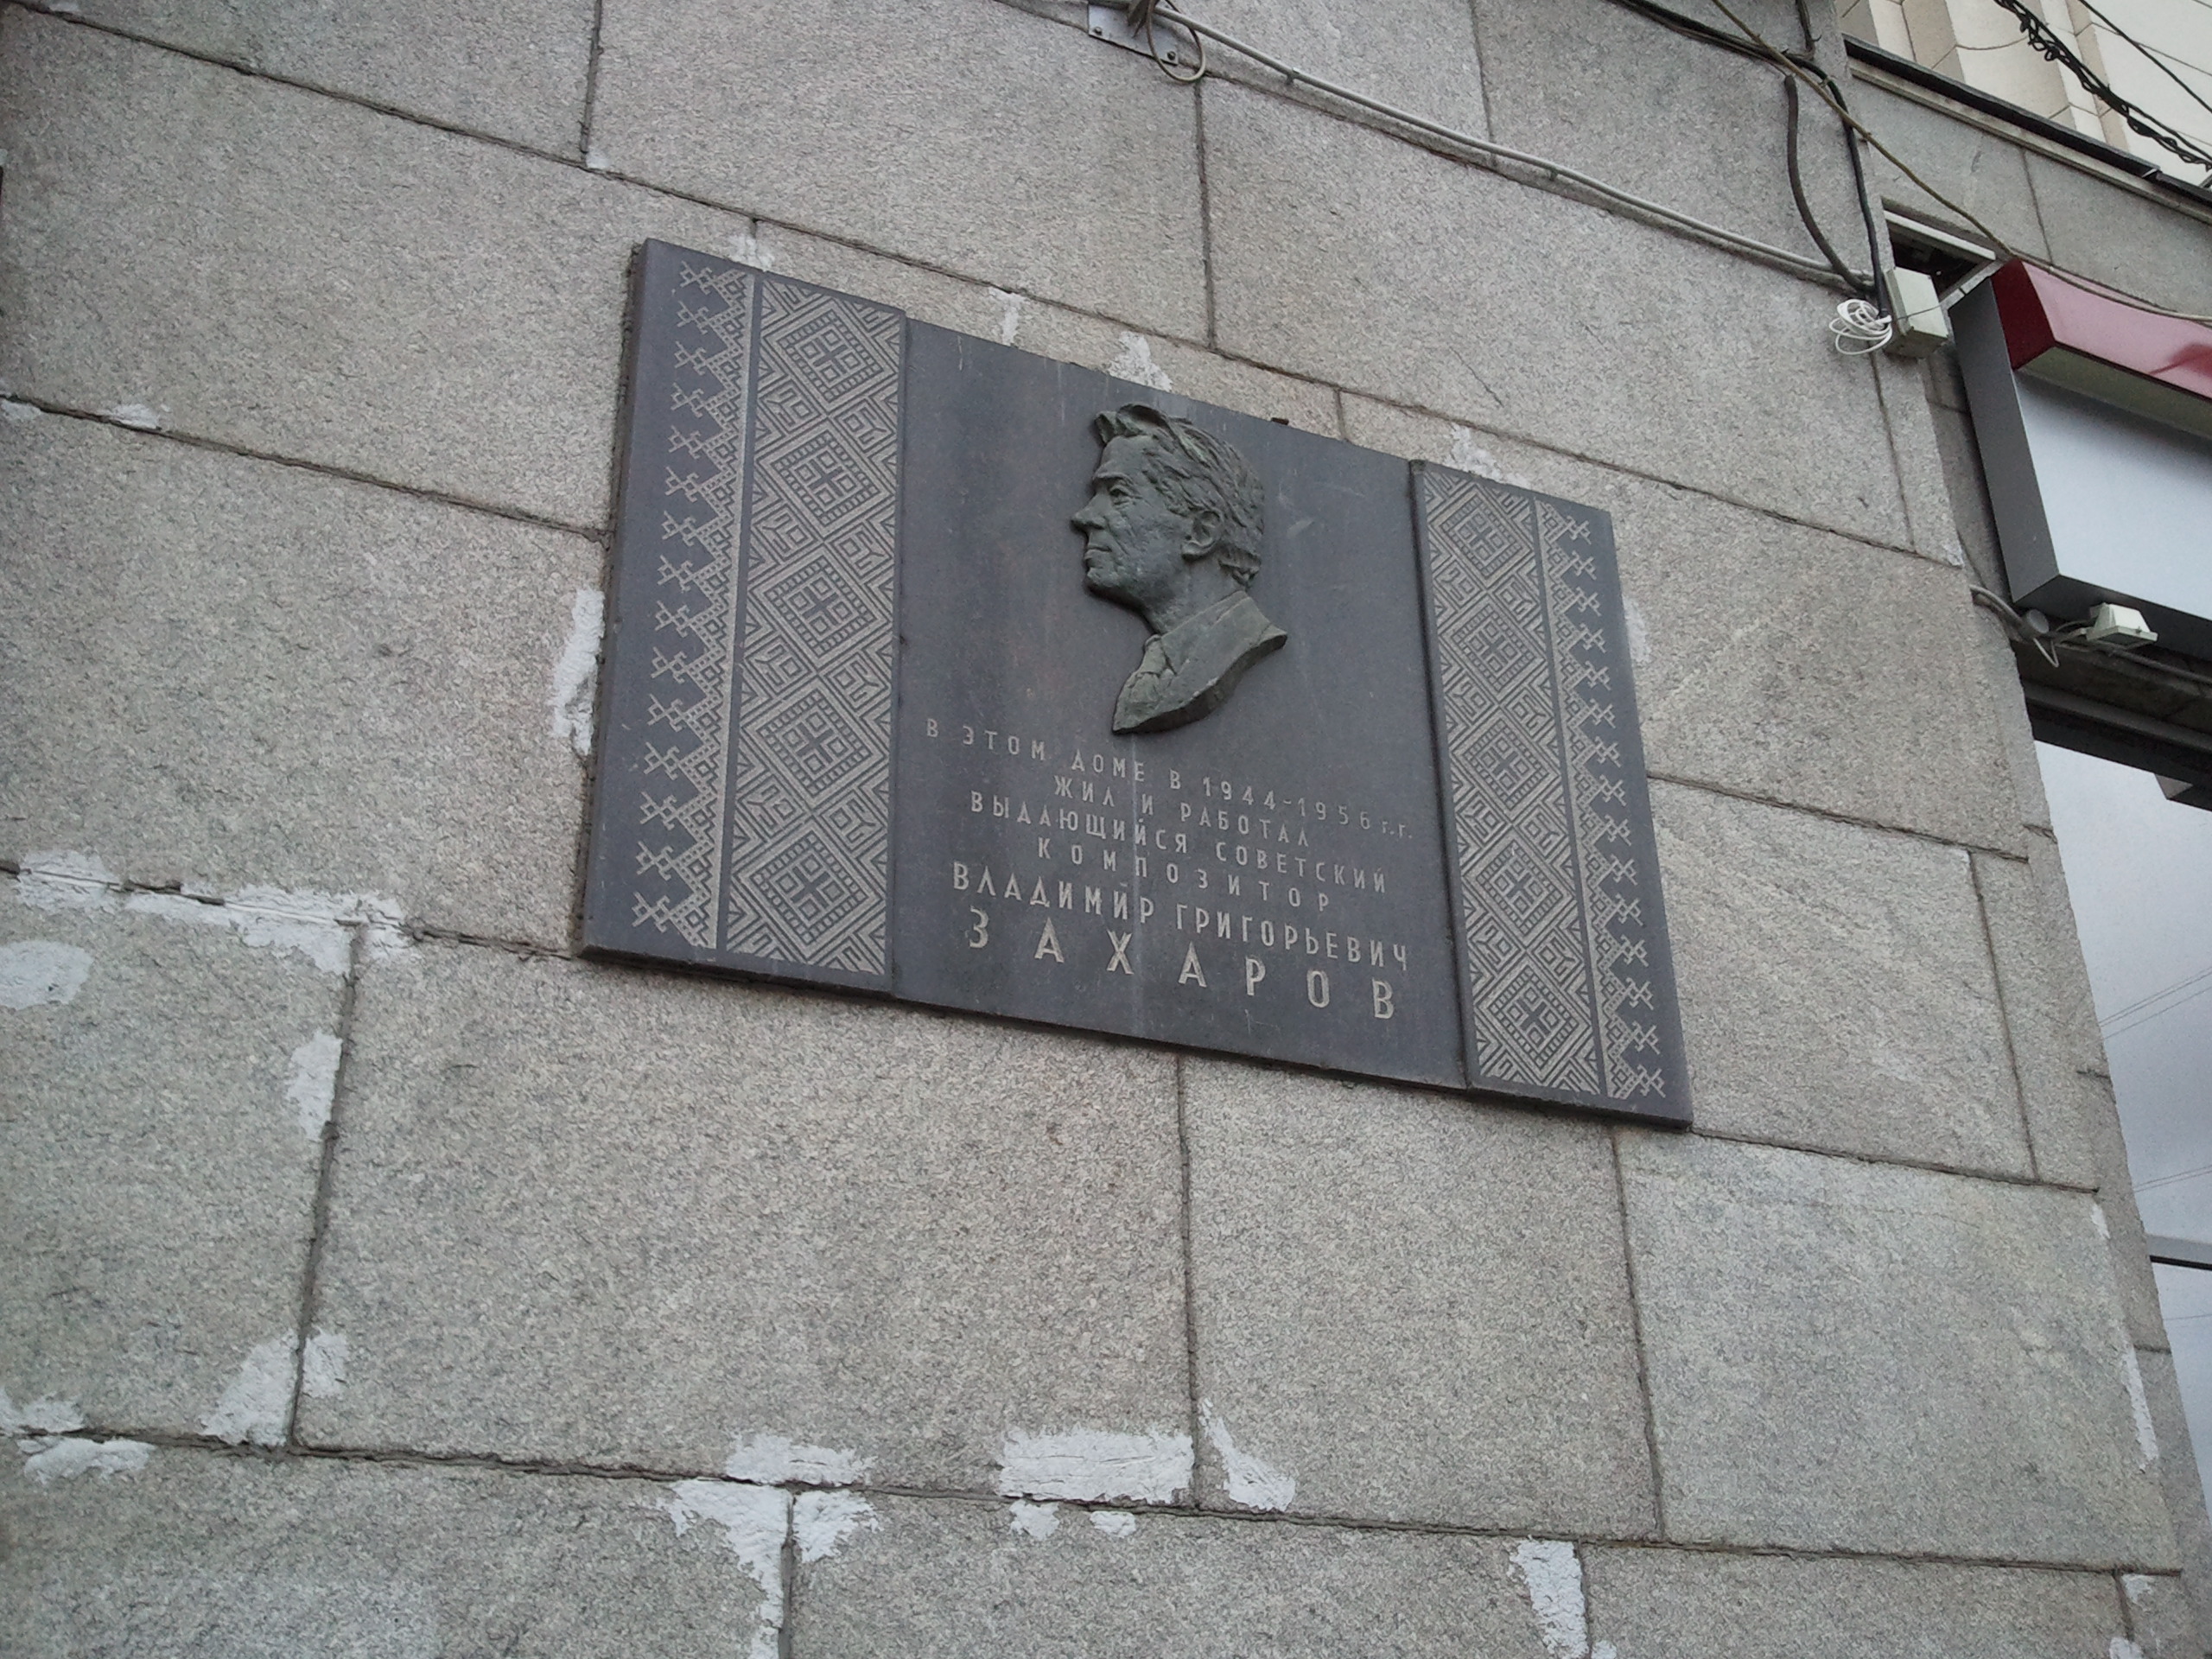 В ЭТОМ ДОМЕ В 1944-1956 г.г.
ЖИЛ И РАБОТАЛ
ВЫДАЮЩИЙСЯ СОВЕТСКИЙ
КОМПОЗИТОР
ВЛАДИМИР ГРИГОРЬЕВИЧ
ЗАХАРОВ